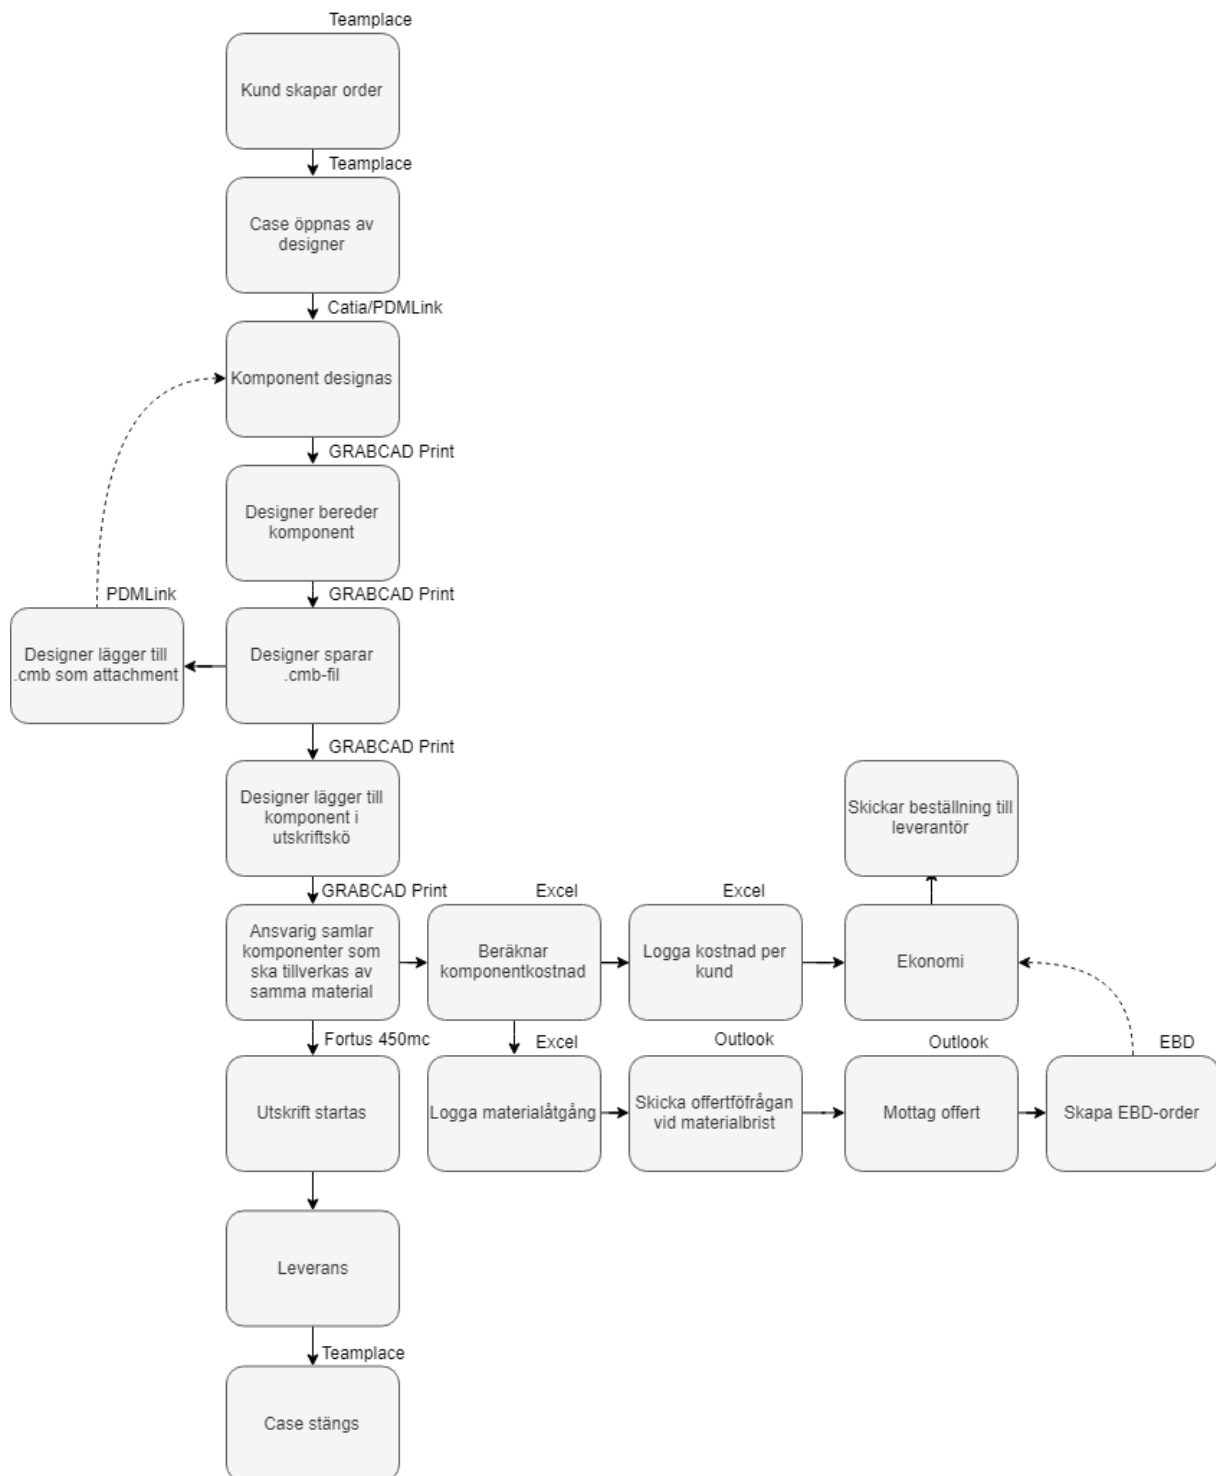 Teamplace
Kund skapar order
Teamplace
Case öppnas av
designer
Catia/PDMLink
Komponent designas
GRABCAD Print
Designer bereder
komponent
GRABCAD Print
PDMLink
Designer lägger till
.cmb som attachment
Designer sparar
.cmb-fil
GRABCAD Print
Designer lägger till
komponent i
utskriftskö
Skickar beställning till
leverantör
GRABCAD Print
Excel
Excel
Ansvarig samlar
komponenter som
ska tillverkas av
samma material
Beräknar
komponentkostnad
Logga kostnad per
kund
Ekonomi
Fortus 450mc
Excel
Outlook
Outlook
EBD
Utskrift startas
Logga materialåtgång
Skicka offertföfrågan
vid materialbrist
Mottag offert
Skapa EBD-order
Leverans
Teamplace
Case stängs